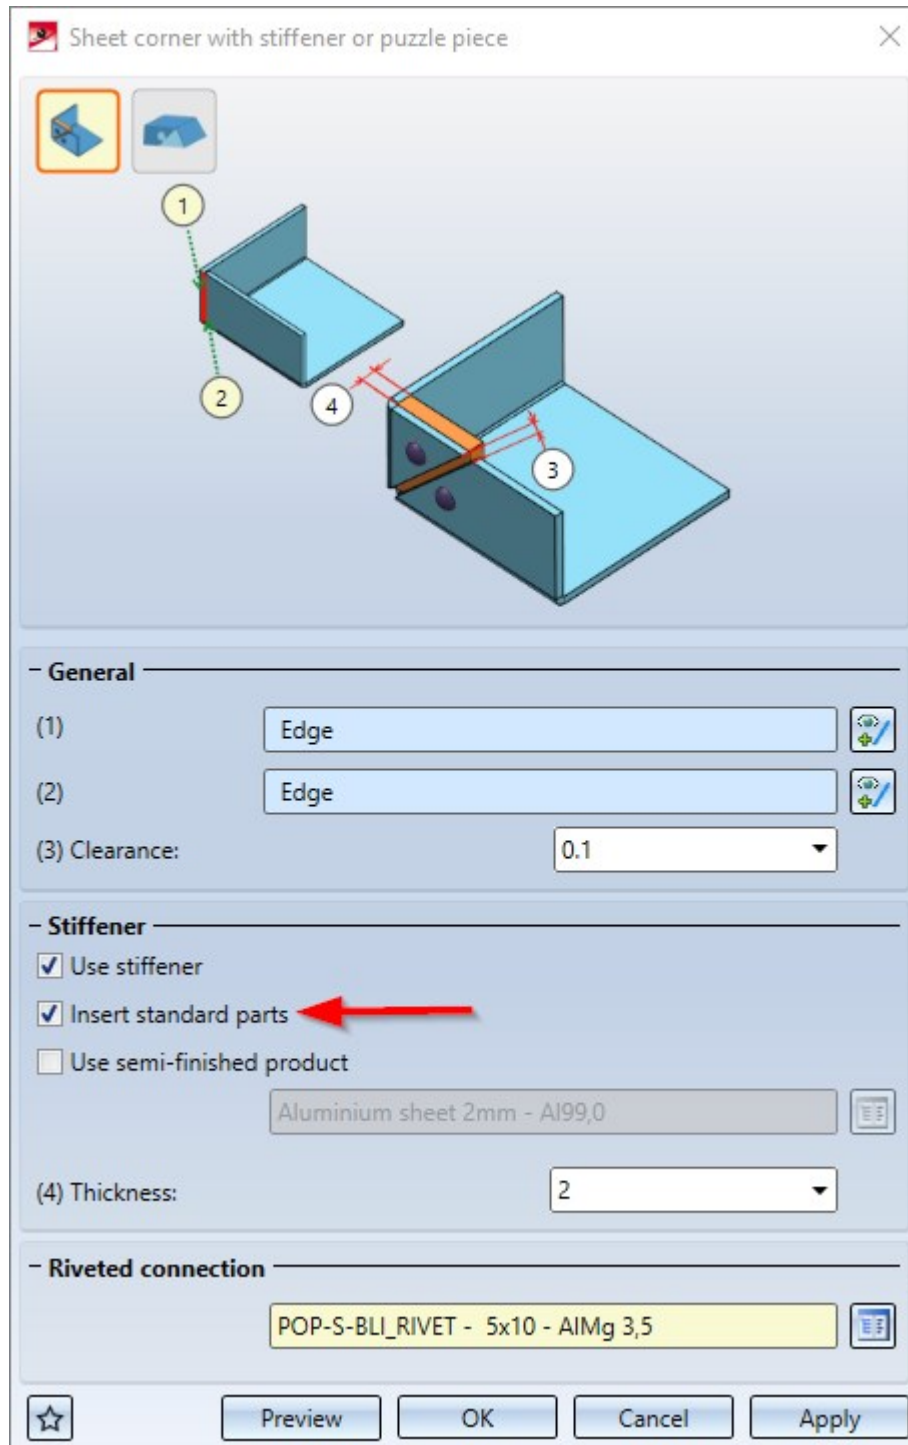 Sheet corner with stiffener or puzzle piece
1
2
4
3
General
(1) Edge
(2) Edge
(3) Clearance: 0.1
Stiffener
Use stiffener
Insert standard parts
Use semi-finished product
Aluminium sheet 2mm - Al99,0
(4) Thickness: 2
Riveted connection
POP-S-BLI_RIVET - 5x10 - AlMg 3,5
Preview OK Cancel Apply